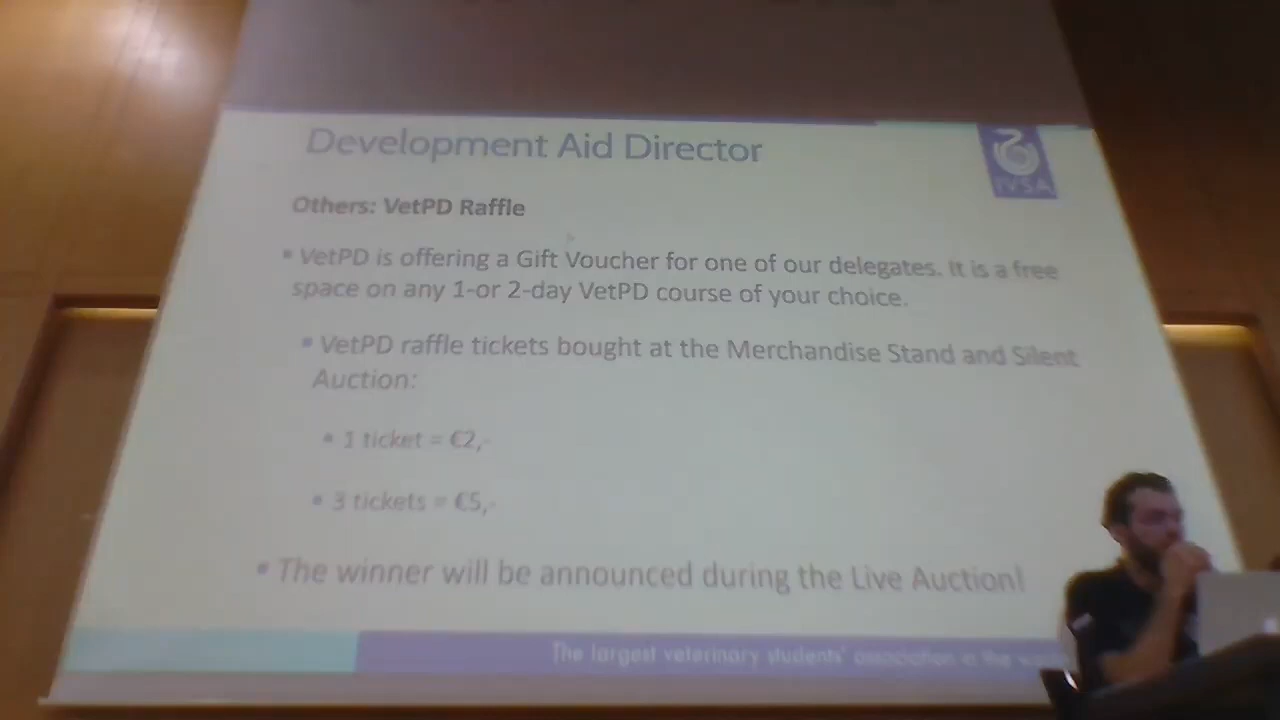 Development Aid Director
IVSA
Others: VetPD Raffle
▪ VetPD is offering a Gift Voucher for one of our delegates. It is a free
space on any 1-or 2-day VetPD course of your choice.
▪ VetPD raffle tickets bought at the Merchandise Stand and Silent
Auction:
▪ 1 ticket = €2,-
▪ 3 tickets = €5,-
▪ The winner will be announced during the Live Auction!
The largest veterinary students' association in the